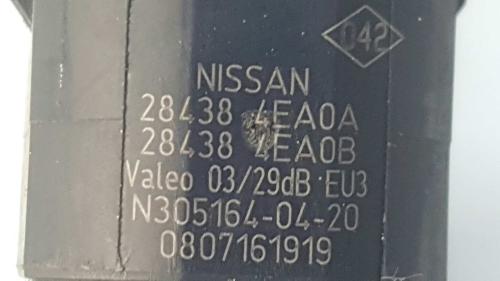 042
NISSAN
28438 4EA0A
28438 4EA0B
Valeo 03/29dB EU3
N305164-04-20
0807161919